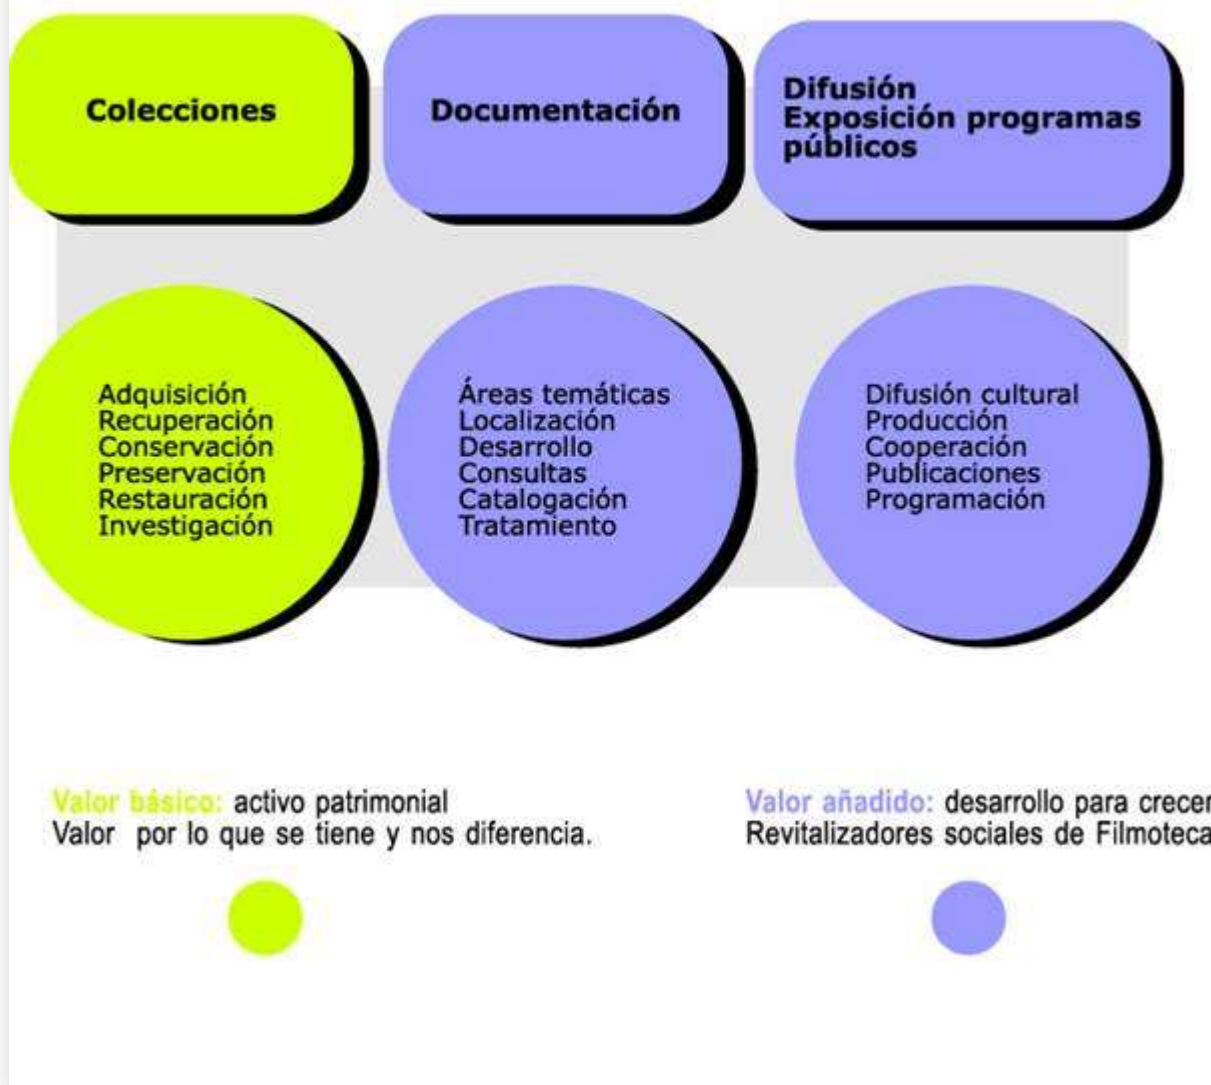 Colecciones
Documentación
Difusión
Exposición programas
públicos
Adquisición
Recuperación
Conservación
Preservación
Restauración
Investigación
Áreas temáticas
Localización
Desarrollo
Consultas
Catalogación
Tratamiento
Difusión cultural
Producción
Cooperación
Publicaciones
Programación
Valor básico: activo patrimonial
Valor por lo que se tiene y nos diferencia.
Valor añadido: desarrollo para crecer
Revitalizadores sociales de Filmoteca